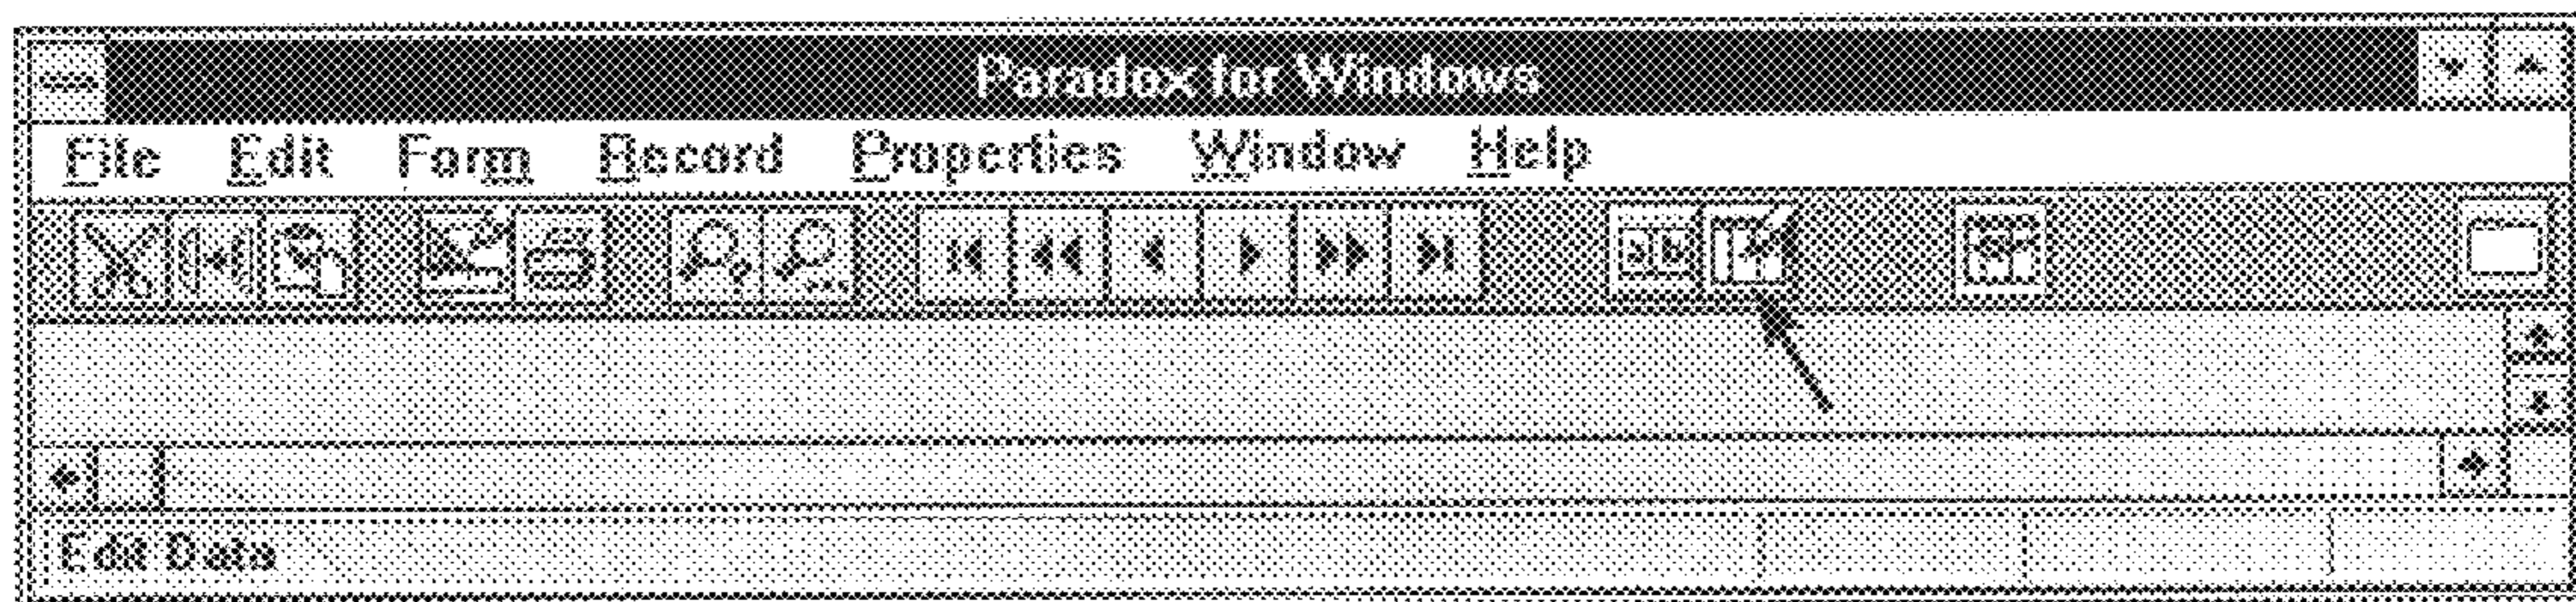 Paradox for Windows
File Edit Form Record Properties Window Help
Edit Data